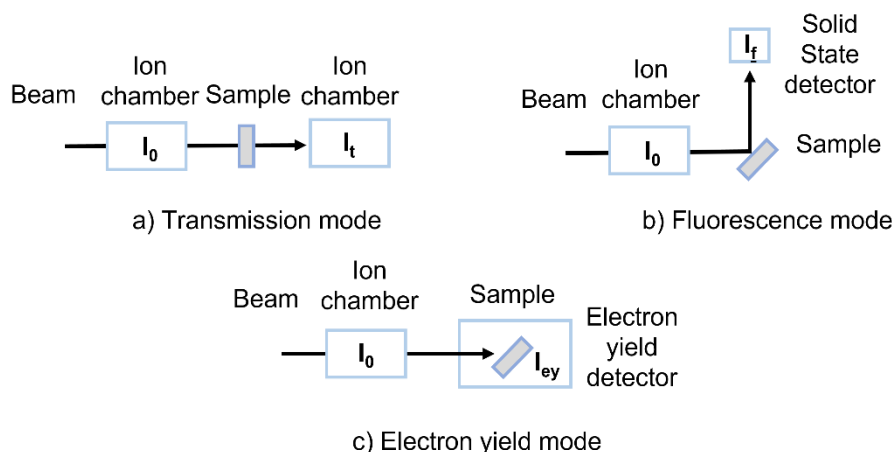 Beam
Ion
chamber
I0
Sample
Ion
chamber
It
a) Transmission mode
Beam
Ion
chamber
I0
If
Solid
State
detector
Sample
b) Fluorescence mode
Beam
Ion
chamber
I0
Sample
Iey
Electron
yield
detector
c) Electron yield mode